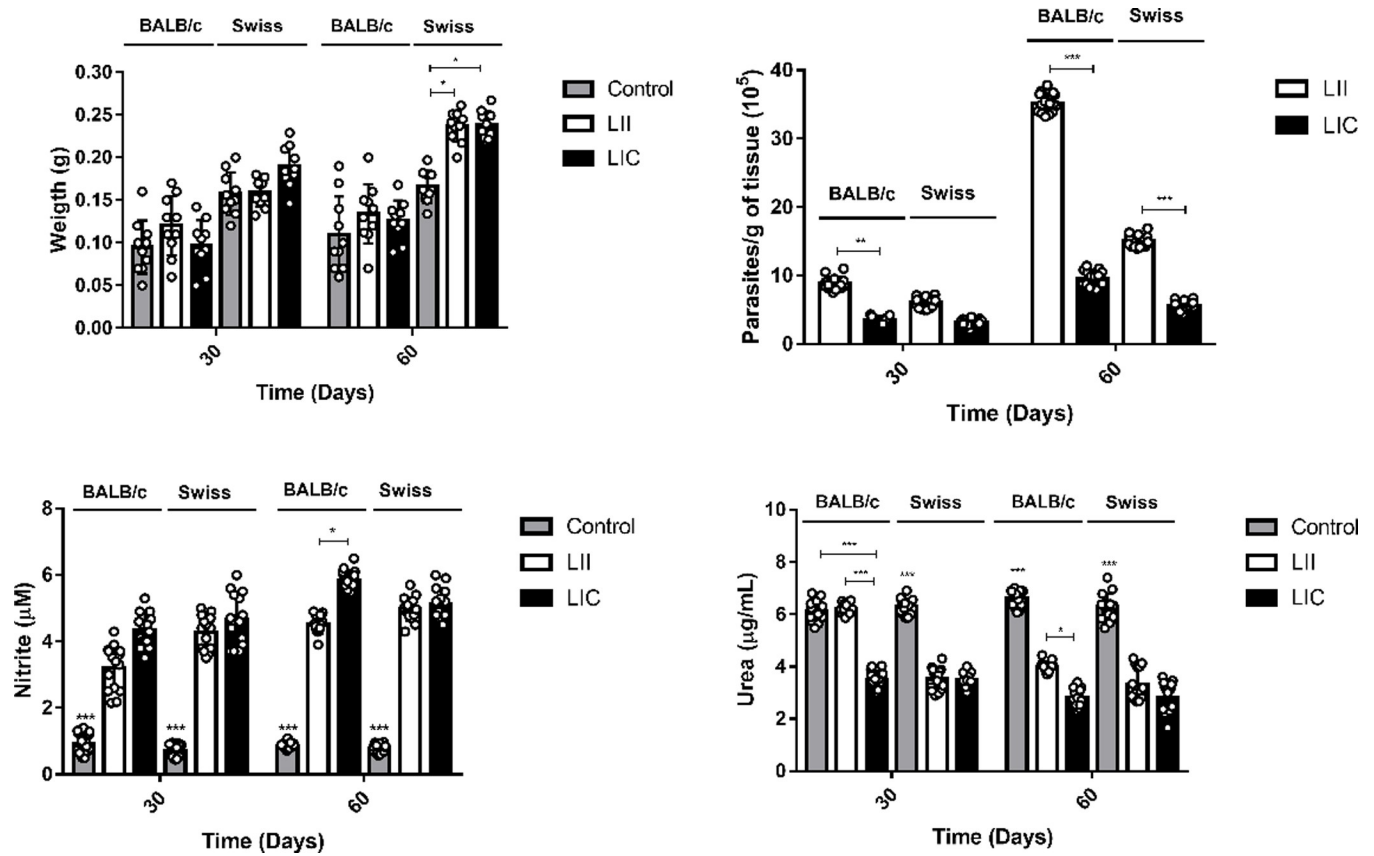 BALB/c Swiss BALB/c Swiss
* *
0.30
0.25
0.20
0.15
0.10
0.05
0.00
Weigth (g)
30 60
Time (Days)
Control
LII
LIC
BALB/c Swiss
***
BALB/c Swiss
***
**
40
30
20
10
0
Parasites/g of tissue (10⁵)
30 60
Time (Days)
LII
LIC
BALB/c Swiss BALB/c Swiss
*
*** *** *** ***
8
6
4
2
0
Nitrite (μM)
30 60
Time (Days)
Control
LII
LIC
BALB/c Swiss BALB/c Swiss
***
*** *** *** ***
*
10
8
6
4
2
0
Urea (μg/mL)
30 60
Time (Days)
Control
LII
LIC